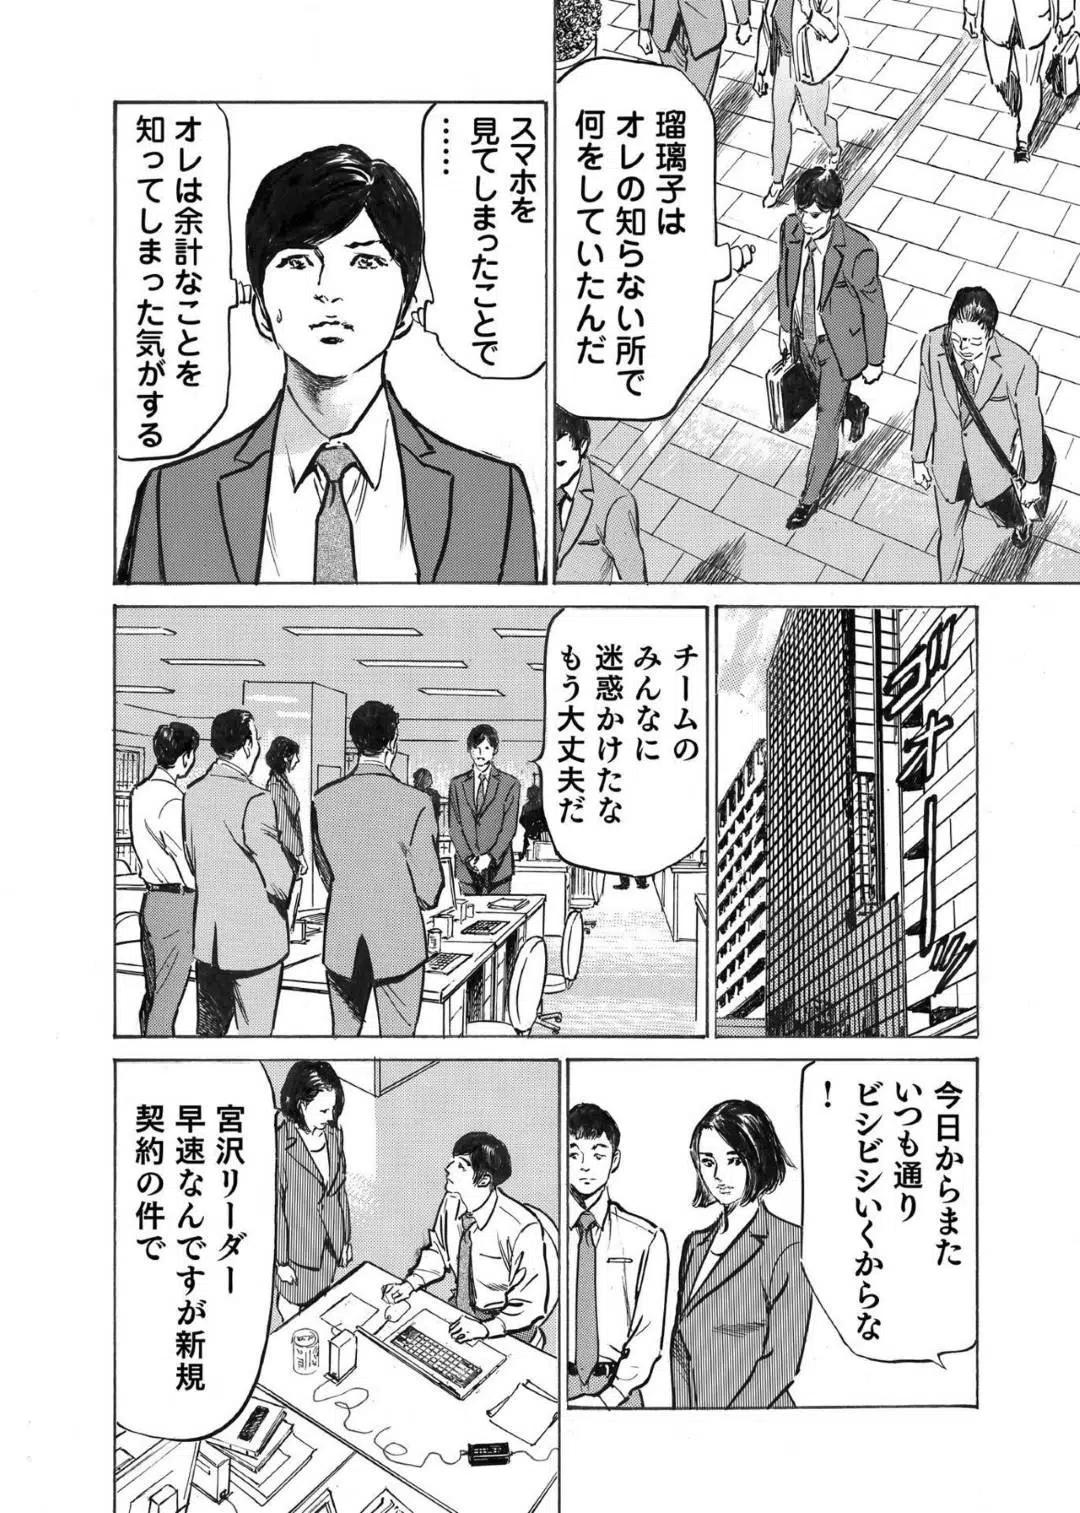 瑠璃子は
オレの知らない所で
何をしていたんだ
スマホを
見てしまったことで
……
オレは余計なことを
知ってしまった気がする
ゴオーーッ
チームの
みんなに
迷惑かけたな
もう大丈夫だ
今日からまた
いつも通り
ビシビシいくからな
！
宮沢リーダー
早速なんですが新規
契約の件で